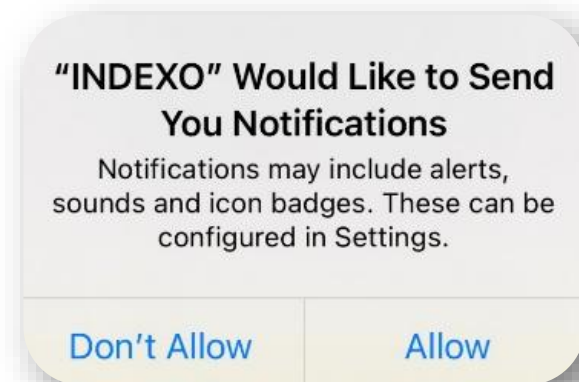 “INDEXO” Would Like to Send
You Notifications
Notifications may include alerts,
sounds and icon badges. These can be
configured in Settings.
Don’t Allow
Allow